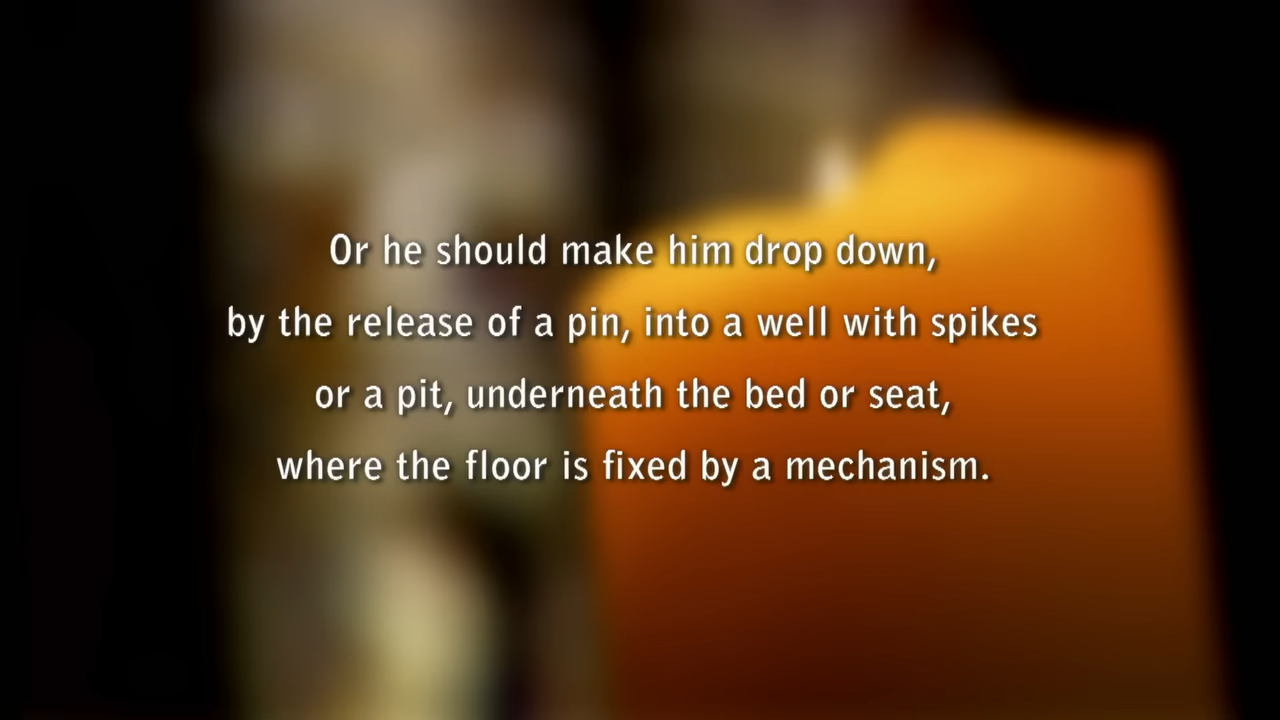 Or he should make him drop down,
by the release of a pin, into a well with spikes
or a pit, underneath the bed or seat,
where the floor is fixed by a mechanism.